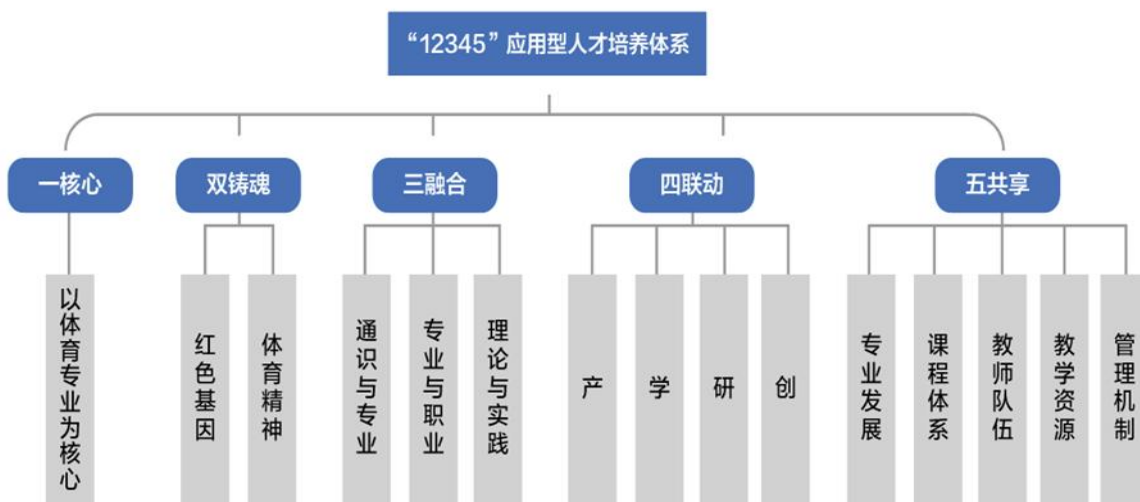 “12345”应用型人才培养体系
一核心
双铸魂
三融合
四联动
五共享
以体育专业为核心
红色基因
体育精神
通识与专业
专业与职业
理论与实践
产
学
研
创
专业发展
课程体系
教师队伍
教学资源
管理机制